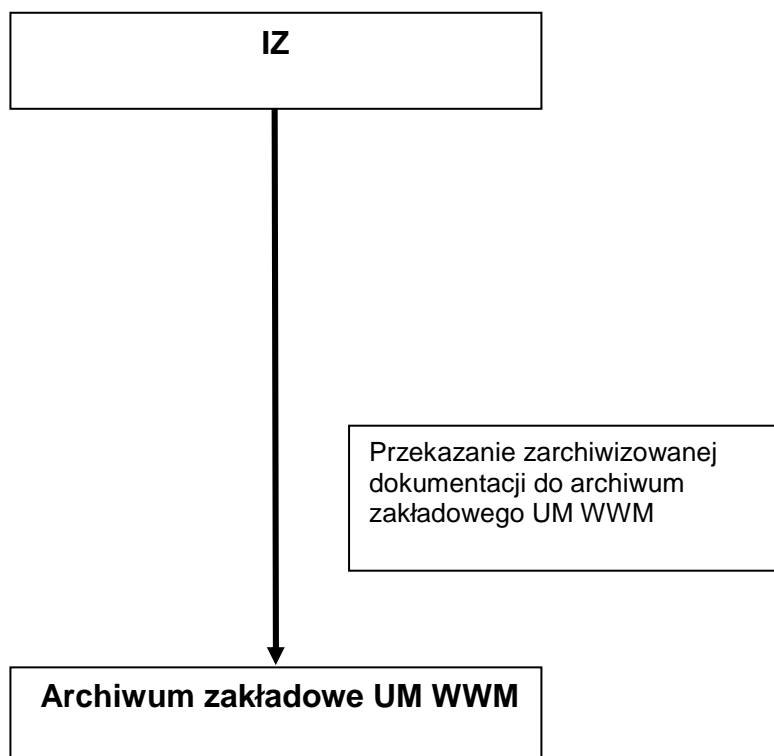 IZ
Przekazanie zarchiwizowanej
dokumentacji do archiwum
zakładowego UM WWM
Archiwum zakładowe UM WWM